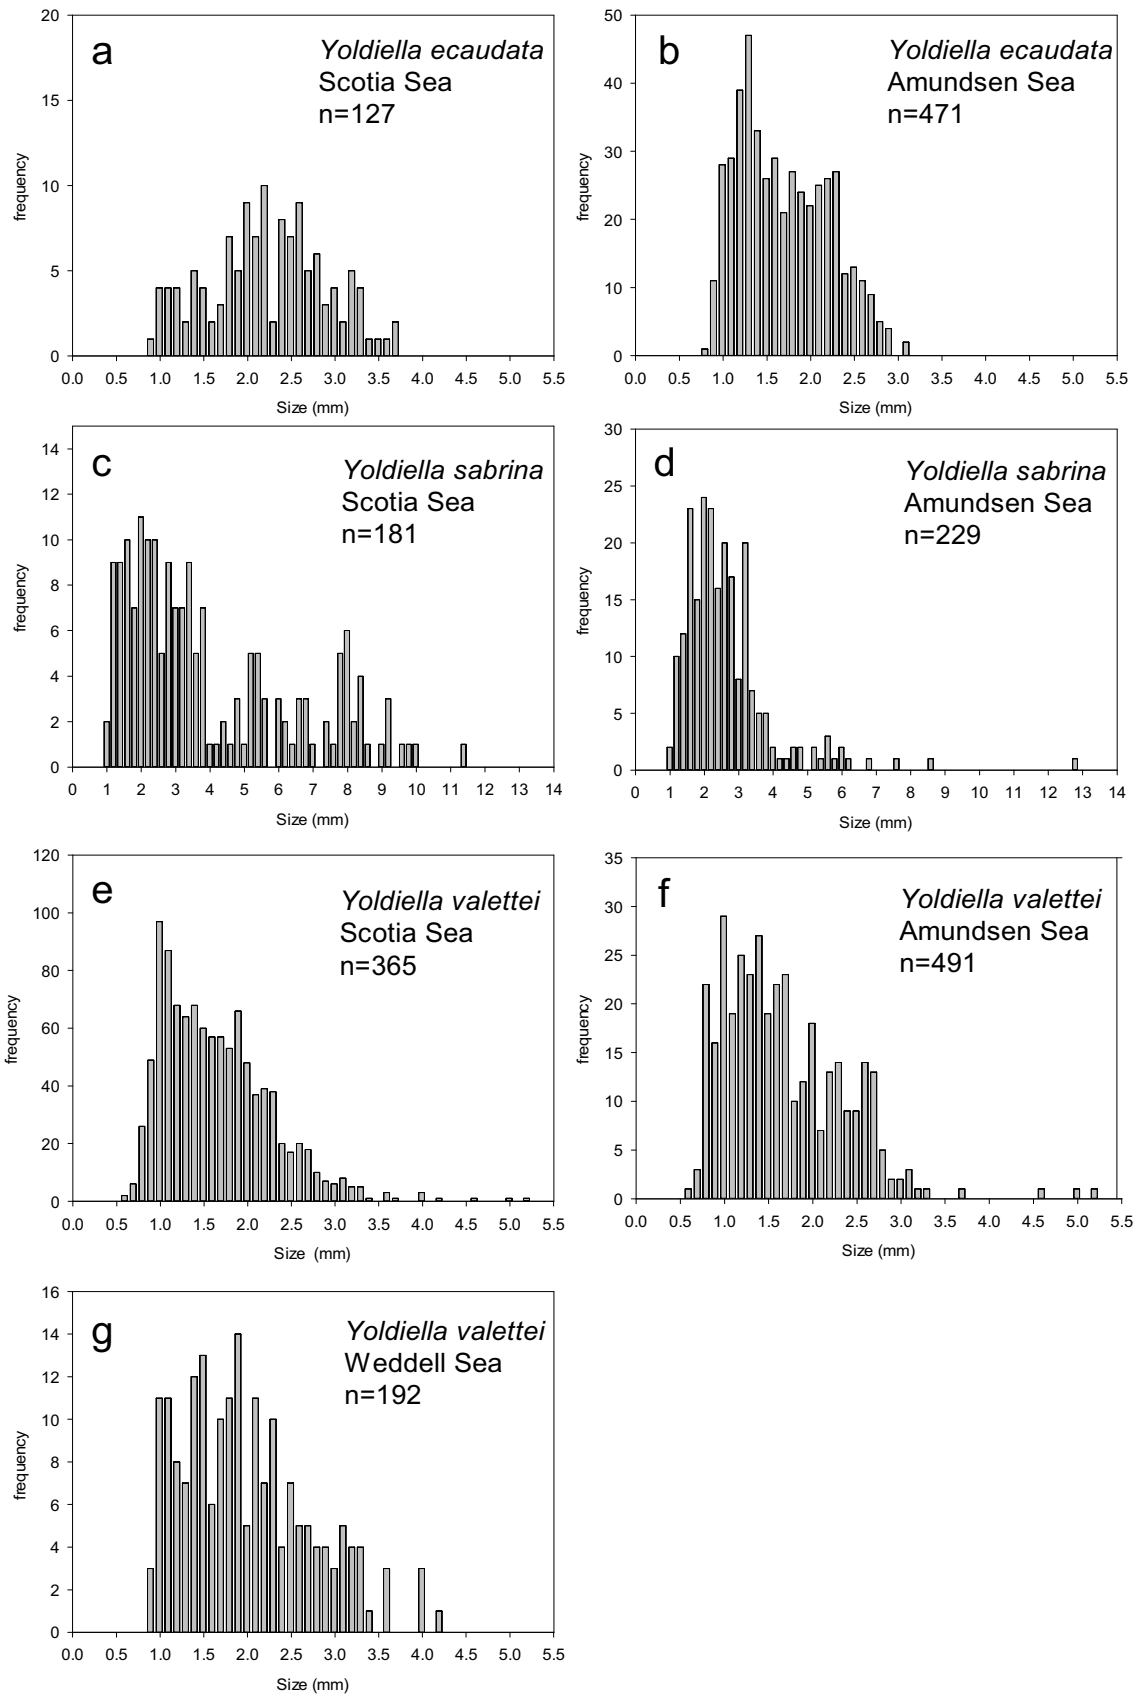 a
Yoldiella ecaudata
Scotia Sea
n=127
20
15
10
5
0
frequency
0.0 0.5 1.0 1.5 2.0 2.5 3.0 3.5 4.0 4.5 5.0 5.5
Size (mm)
b
Yoldiella ecaudata
Amundsen Sea
n=471
50
40
30
20
10
0
frequency
0.0 0.5 1.0 1.5 2.0 2.5 3.0 3.5 4.0 4.5 5.0 5.5
Size (mm)
c
Yoldiella sabrina
Scotia Sea
n=181
14
12
10
8
6
4
2
0
frequency
0 1 2 3 4 5 6 7 8 9 10 11 12 13 14
Size (mm)
d
Yoldiella sabrina
Amundsen Sea
n=229
30
25
20
15
10
5
0
frequency
0 1 2 3 4 5 6 7 8 9 10 11 12 13 14
Size (mm)
e
Yoldiella valettei
Scotia Sea
n=365
120
100
80
60
40
20
0
frequency
0.0 0.5 1.0 1.5 2.0 2.5 3.0 3.5 4.0 4.5 5.0 5.5
Size (mm)
f
Yoldiella valettei
Amundsen Sea
n=491
35
30
25
20
15
10
5
0
frequency
0.0 0.5 1.0 1.5 2.0 2.5 3.0 3.5 4.0 4.5 5.0 5.5
Size (mm)
g
Yoldiella valettei
Weddell Sea
n=192
16
14
12
10
8
6
4
2
0
frequency
0.0 0.5 1.0 1.5 2.0 2.5 3.0 3.5 4.0 4.5 5.0 5.5
Size (mm)